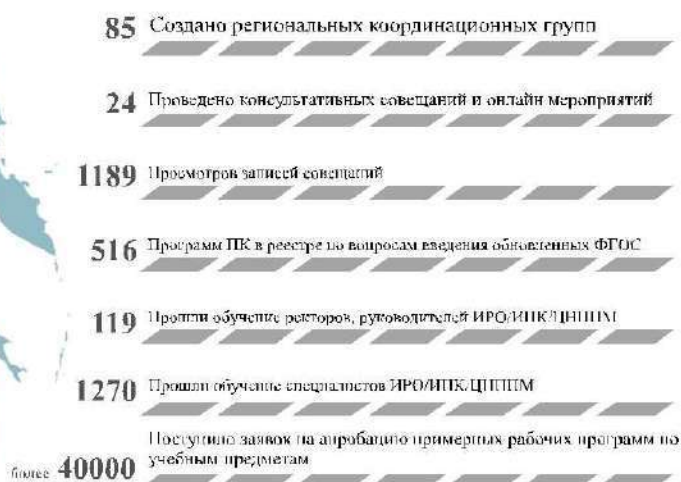 85 Создано региональных координационных групп
24 Проведено консультативных совещаний и онлайн мероприятий
1189 Просмотров записей совещаний
516 Программ ПК в реестре по вопросам введения обновленных ФГОС
119 Прошли обучение ректоров, руководителей ИРО/ИПК/ЦНППМ
1270 Прошли обучение специалистов ИРО/ИПК/ЦНППМ
Поступило заявок на апробацию примерных рабочих программ по
более 40000 учебным предметам